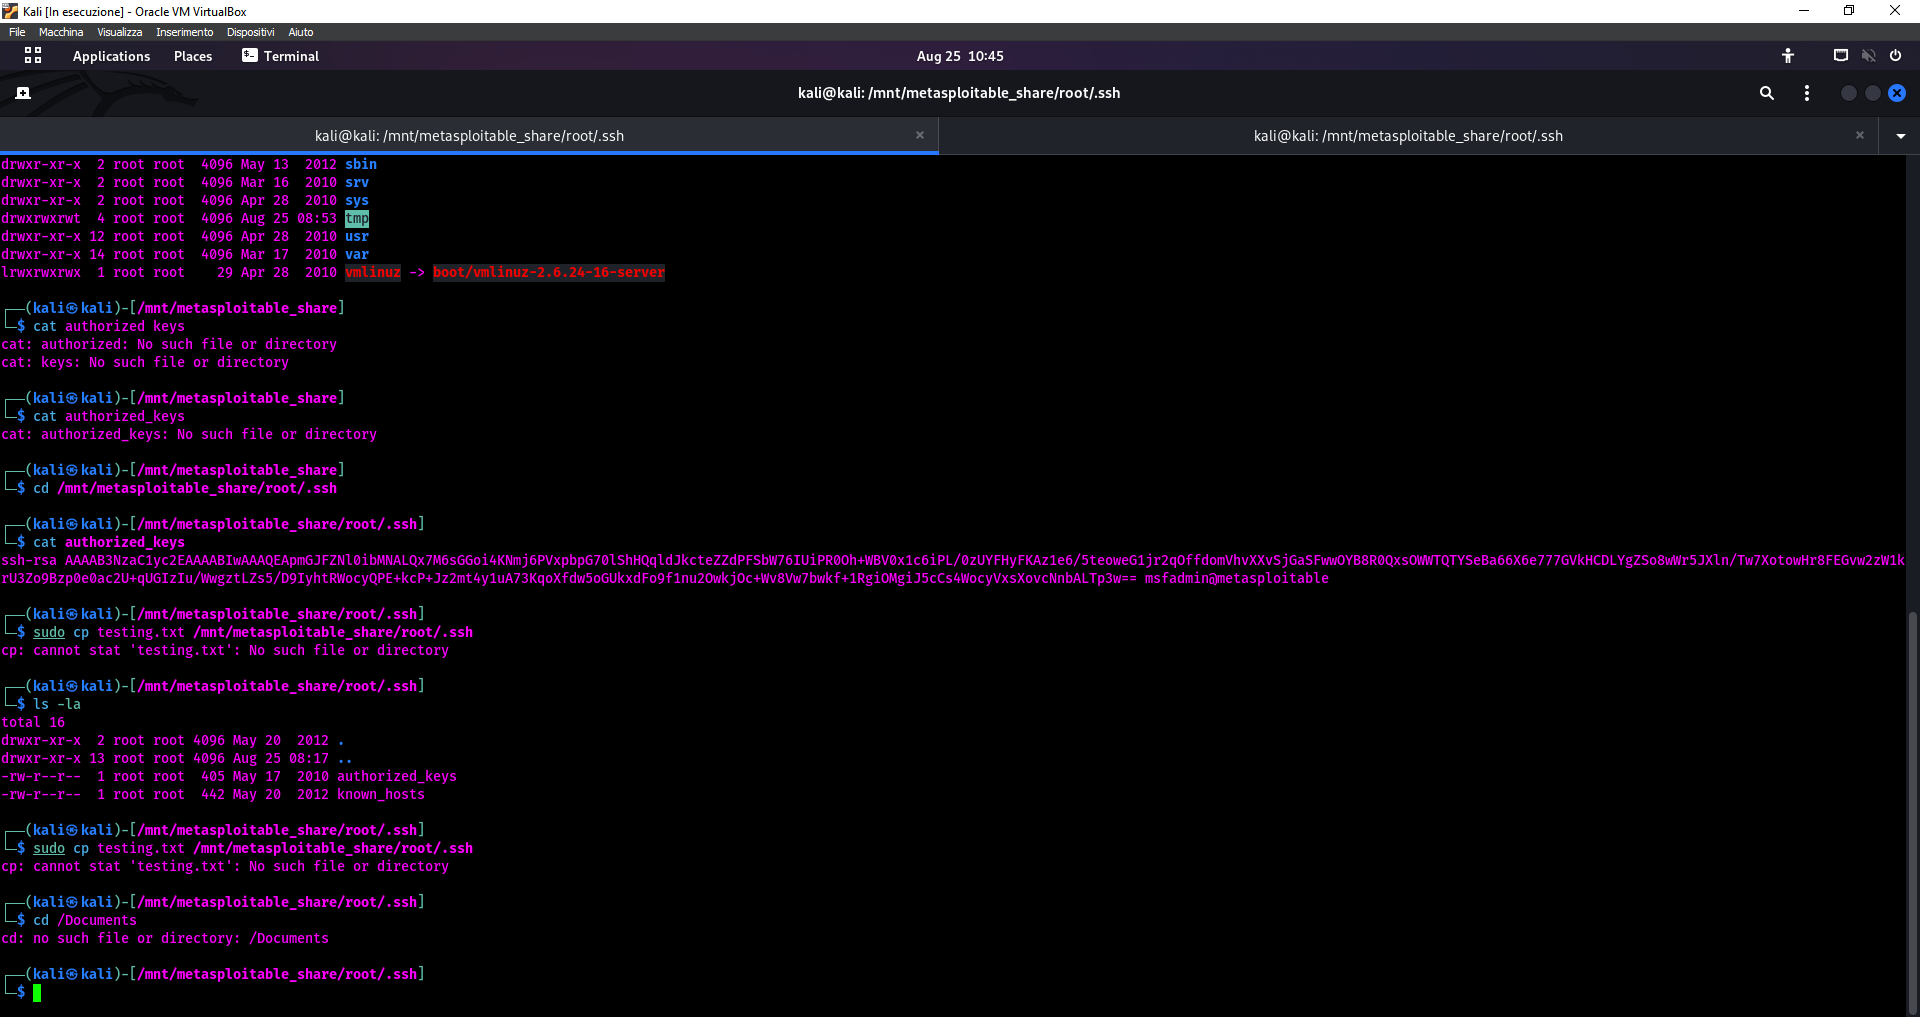 Kali [In esecuzione] - Oracle VM VirtualBox
File Macchina Visualizza Inserimento Dispositivi Aiuto
Applications Places Terminal Aug 25 10:45
kali@kali: /mnt/metasploitable_share/root/.ssh
kali@kali: /mnt/metasploitable_share/root/.ssh × kali@kali: /mnt/metasploitable_share/root/.ssh ×
drwxr-xr-x  2 root root  4096 May 13  2012 sbin
drwxr-xr-x  2 root root  4096 Mar 16  2010 srv
drwxr-xr-x  2 root root  4096 Apr 28  2010 sys
drwxrwxrwt  4 root root  4096 Aug 25 08:53 tmp
drwxr-xr-x 12 root root  4096 Apr 28  2010 usr
drwxr-xr-x 14 root root  4096 Mar 17  2010 var
lrwxrwxrwx  1 root root    29 Apr 28  2010 vmlinuz -> boot/vmlinuz-2.6.24-16-server
┌──(kali㉿kali)-[/mnt/metasploitable_share]
└─$ cat authorized keys
cat: authorized: No such file or directory
cat: keys: No such file or directory
┌──(kali㉿kali)-[/mnt/metasploitable_share]
└─$ cat authorized_keys
cat: authorized_keys: No such file or directory
┌──(kali㉿kali)-[/mnt/metasploitable_share]
└─$ cd /mnt/metasploitable_share/root/.ssh
┌──(kali㉿kali)-[/mnt/metasploitable_share/root/.ssh]
└─$ cat authorized_keys
ssh-rsa AAAAB3NzaC1yc2EAAAABIwAAAQEApmGJFZNl0ibMNALQx7M6sGGoi4KNmj6PVxpbpG70lShHQqldJkcteZZdPFSbW76IUiPR0Oh+WBV0x1c6iPL/0zUYFHyFKAz1e6/5teoweG1jr2qOffdomVhvXXvSjGaSFwwOYB8R0QxsOWWTQTYSeBa66X6e777GVkHCDLYgZSo8wWr5JXln/Tw7XotowHr8FEGvw2zW1k
rU3Zo9Bzp0e0ac2U+qUGIzIu/WwgztLZs5/D9IyhtRWocyQPE+kcP+Jz2mt4y1uA73KqoXfdw5oGUkxdFo9f1nu2OwkjOc+Wv8Vw7bwkf+1RgiOMgiJ5cCs4WocyVxsXovcNnbALTp3w== msfadmin@metasploitable
┌──(kali㉿kali)-[/mnt/metasploitable_share/root/.ssh]
└─$ sudo cp testing.txt /mnt/metasploitable_share/root/.ssh
cp: cannot stat 'testing.txt': No such file or directory
┌──(kali㉿kali)-[/mnt/metasploitable_share/root/.ssh]
└─$ ls -la
total 16
drwxr-xr-x  2 root root 4096 May 20  2012 .
drwxr-xr-x 13 root root 4096 Aug 25 08:17 ..
-rw-r--r--  1 root root  405 May 17  2010 authorized_keys
-rw-r--r--  1 root root  442 May 20  2012 known_hosts
┌──(kali㉿kali)-[/mnt/metasploitable_share/root/.ssh]
└─$ sudo cp testing.txt /mnt/metasploitable_share/root/.ssh
cp: cannot stat 'testing.txt': No such file or directory
┌──(kali㉿kali)-[/mnt/metasploitable_share/root/.ssh]
└─$ cd /Documents
cd: no such file or directory: /Documents
┌──(kali㉿kali)-[/mnt/metasploitable_share/root/.ssh]
└─$